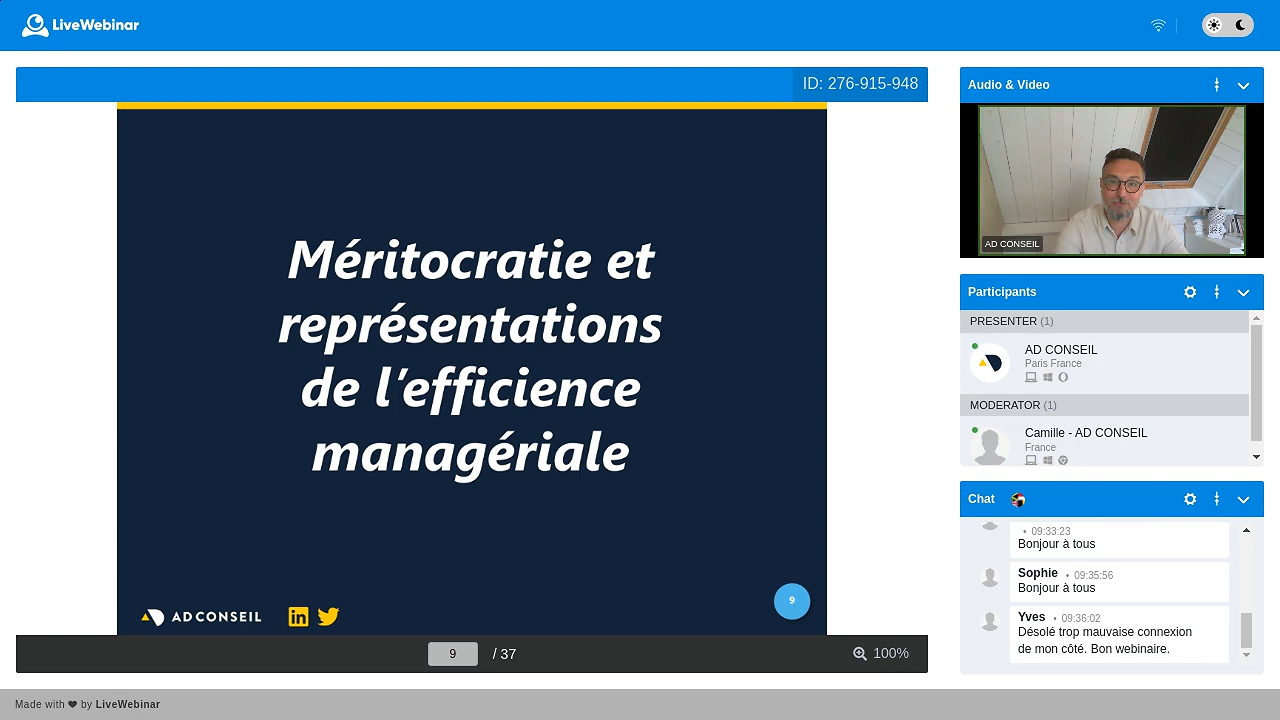 LiveWebinar
ID: 276-915-948
Méritocratie et
représentations
de l'efficience
managériale
AD CONSEIL
in
9
9
/ 37
100%
Audio & Video
AD CONSEIL
Participants
PRESENTER (1)
AD CONSEIL
Paris France
MODERATOR (1)
Camille - AD CONSEIL
France
Chat
• 09:33:23
Bonjour à tous
Sophie • 09:35:56
Bonjour à tous
Yves • 09:36:02
Désolé trop mauvaise connexion
de mon côté. Bon webinaire.
Made with ❤ by LiveWebinar